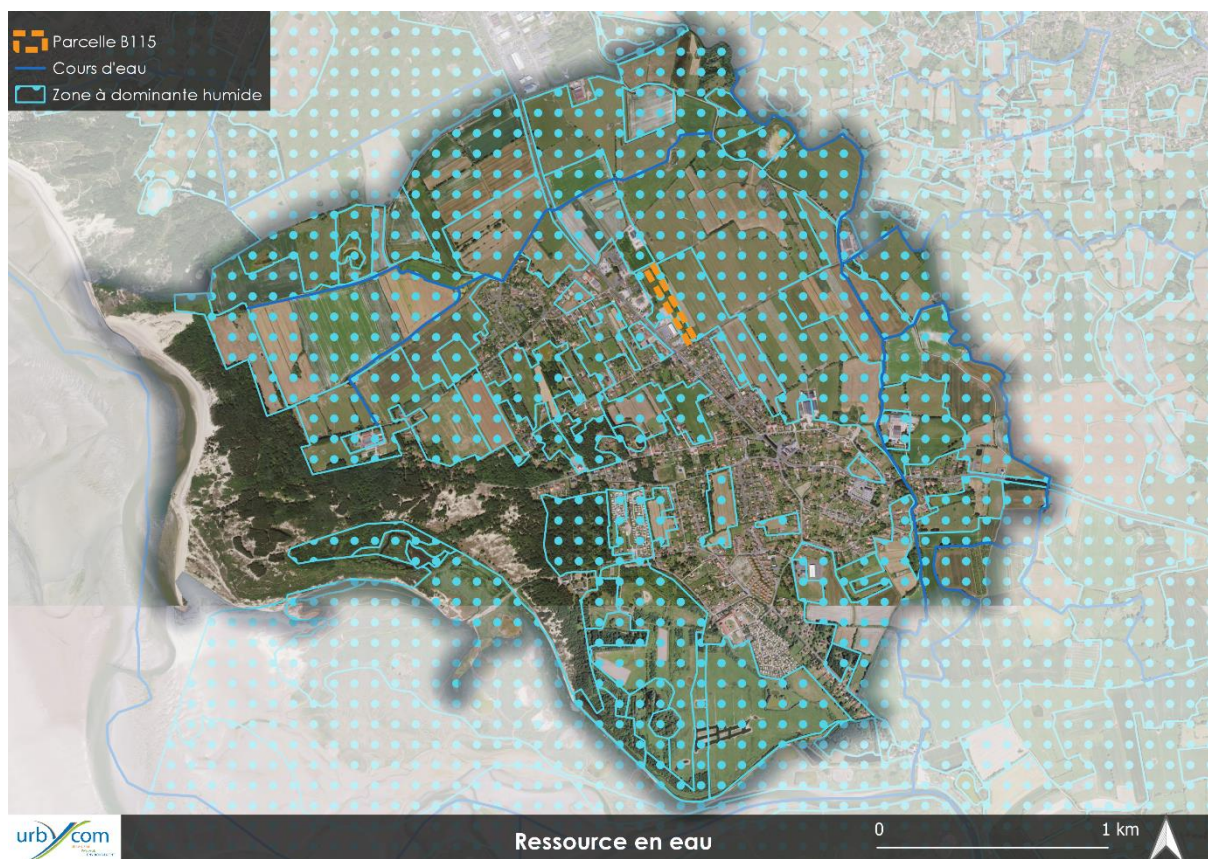 Parcelle B115
Cours d'eau
Zone à dominante humide
urbycom
Ressource en eau
0
1 km